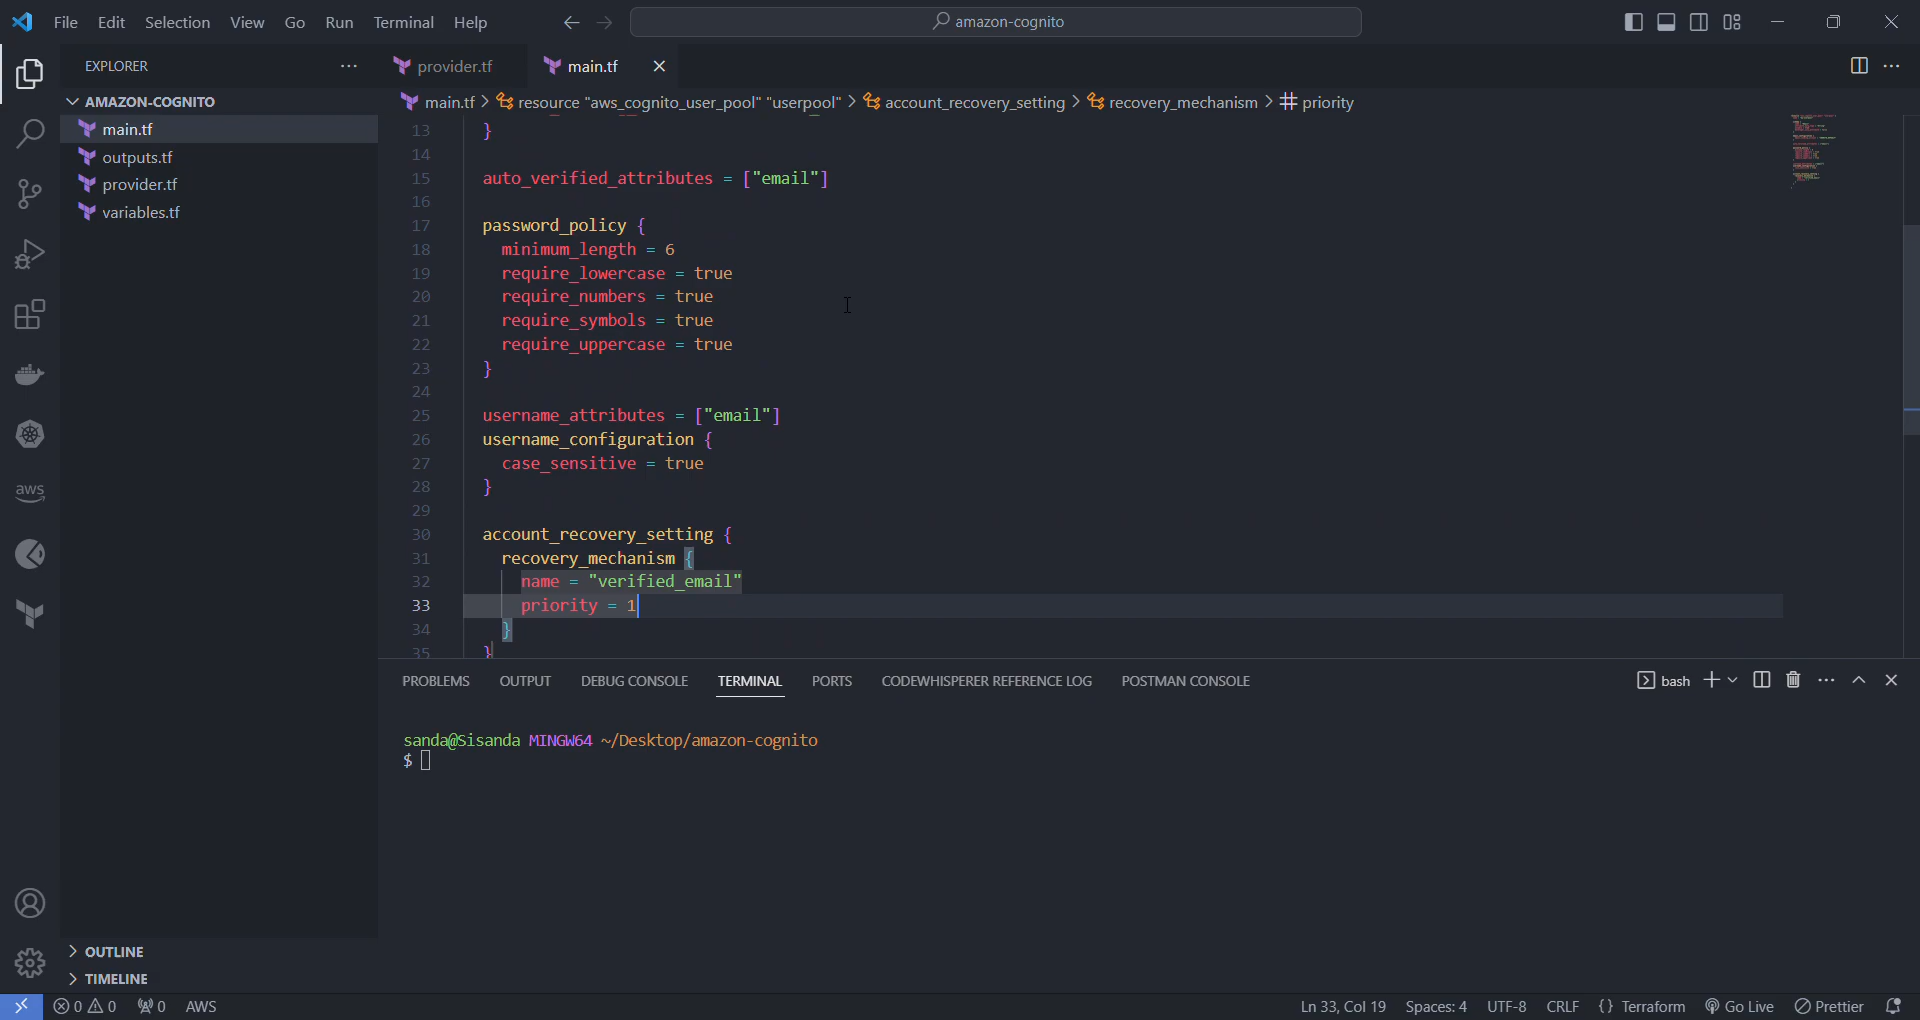 File Edit Selection View Go Run Terminal Help
amazon-cognito
EXPLORER
provider.tf
main.tf
AMAZON-COGNITO
main.tf
outputs.tf
provider.tf
variables.tf
main.tf > resource "aws_cognito_user_pool" "userpool" > account_recovery_setting > recovery_mechanism > priority
13 }
14
15 auto_verified_attributes = ["email"]
16
17 password_policy {
18 minimum_length = 6
19 require_lowercase = true
20 require_numbers = true
21 require_symbols = true
22 require_uppercase = true
23 }
24
25 username_attributes = ["email"]
26 username_configuration {
27 case_sensitive = true
28 }
29
30 account_recovery_setting {
31 recovery_mechanism {
32 name = "verified_email"
33 priority = 1
34 }
35 }
aws
PROBLEMS OUTPUT DEBUG CONSOLE TERMINAL PORTS CODEWHISPERER REFERENCE LOG POSTMAN CONSOLE
bash
sanda@Sisanda MINGW64 ~/Desktop/amazon-cognito
$
OUTLINE
TIMELINE
0 0 0 AWS
Ln 33, Col 19 Spaces: 4 UTF-8 CRLF {} Terraform Go Live Prettier